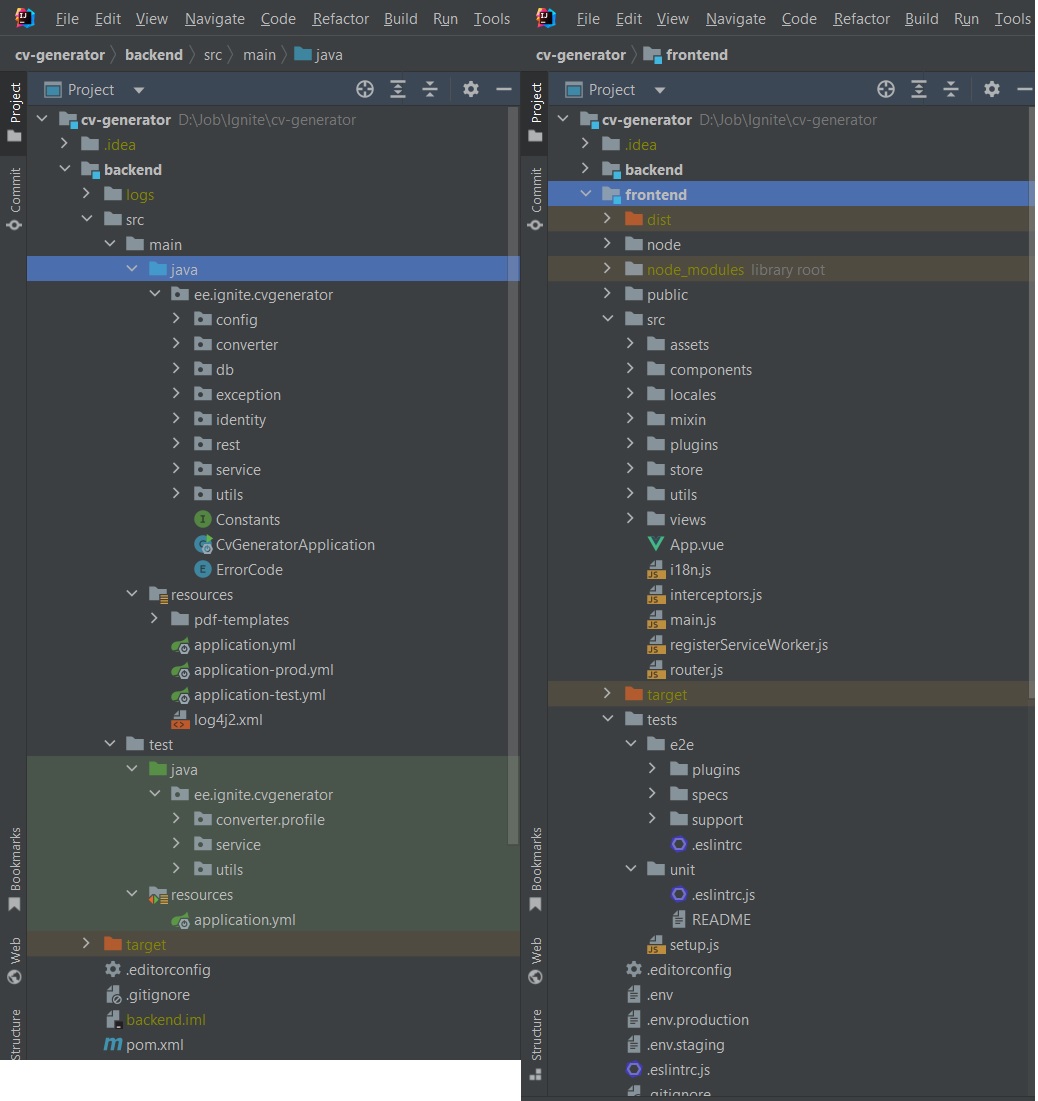 File Edit View Navigate Code Refactor Build Run Tools
cv-generator backend src main java
Project
Project
Commit
Bookmarks
Web
Structure
cv-generator D:\Job\Ignite\cv-generator
.idea
backend
logs
src
main
java
ee.ignite.cvgenerator
config
converter
db
exception
identity
rest
service
utils
Constants
CvGeneratorApplication
ErrorCode
resources
pdf-templates
application.yml
application-prod.yml
application-test.yml
log4j2.xml
test
java
ee.ignite.cvgenerator
converter.profile
service
utils
resources
application.yml
target
.editorconfig
.gitignore
backend.iml
pom.xml
File Edit View Navigate Code Refactor Build Run Tools
cv-generator frontend
Project
Project
Commit
Bookmarks
Web
Structure
cv-generator D:\Job\Ignite\cv-generator
.idea
backend
frontend
dist
node
node_modules library root
public
src
assets
components
locales
mixin
plugins
store
utils
views
App.vue
i18n.js
interceptors.js
main.js
registerServiceWorker.js
router.js
target
tests
e2e
plugins
specs
support
.eslintrc
unit
.eslintrc.js
README
setup.js
.editorconfig
.env
.env.production
.env.staging
.eslintrc.js
.gitignore